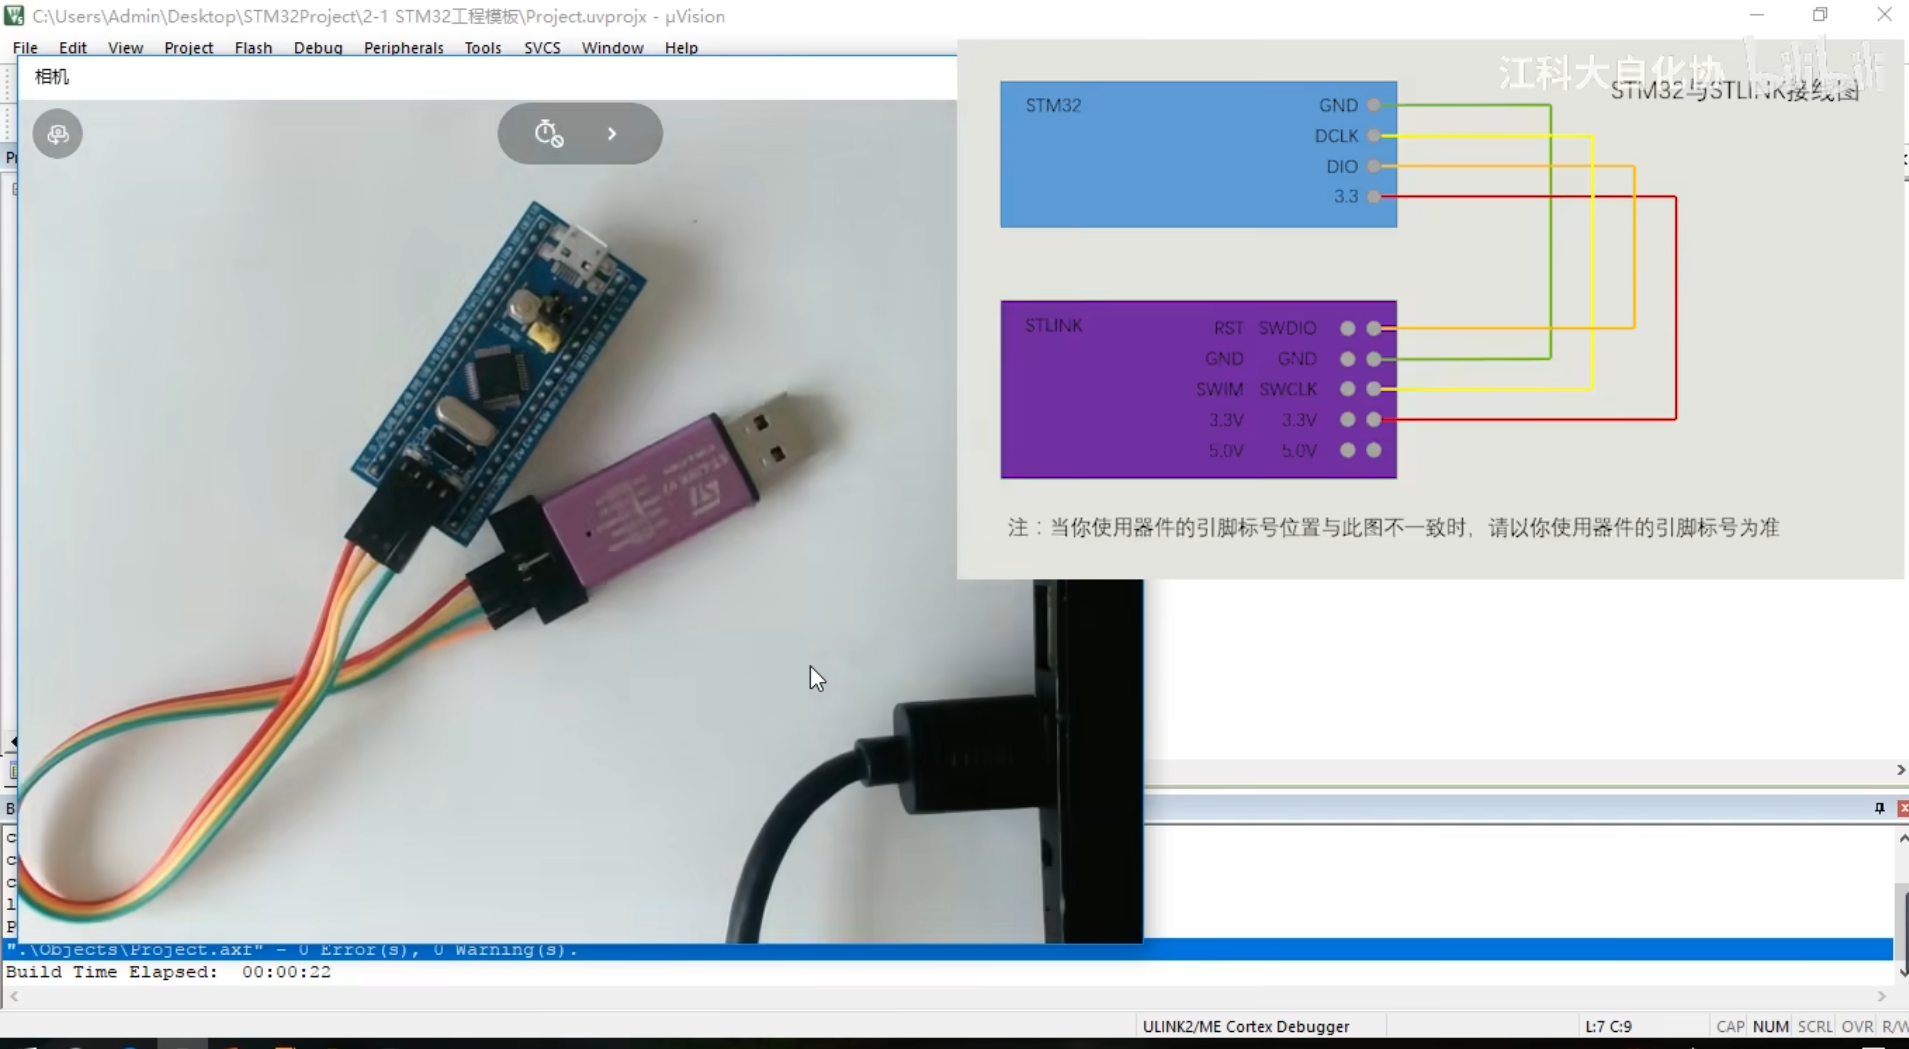 C:\Users\Admin\Desktop\STM32Project\2-1 STM32工程模板\Project.uvprojx - µVision
File Edit View Project Flash Debug Peripherals Tools SVCS Window Help
相机
江科大自化协 bilibili
STM32与STLINK接线图
STM32
GND
DCLK
DIO
3.3
STLINK
RST SWDIO
GND GND
SWIM SWCLK
3.3V 3.3V
5.0V 5.0V
注：当你使用器件的引脚标号位置与此图不一致时，请以你使用器件的引脚标号为准
".\Objects\Project.axf" - 0 Error(s), 0 Warning(s).
Build Time Elapsed: 00:00:22
ULINK2/ME Cortex Debugger L:7 C:9 CAP NUM SCRL OVR R/W